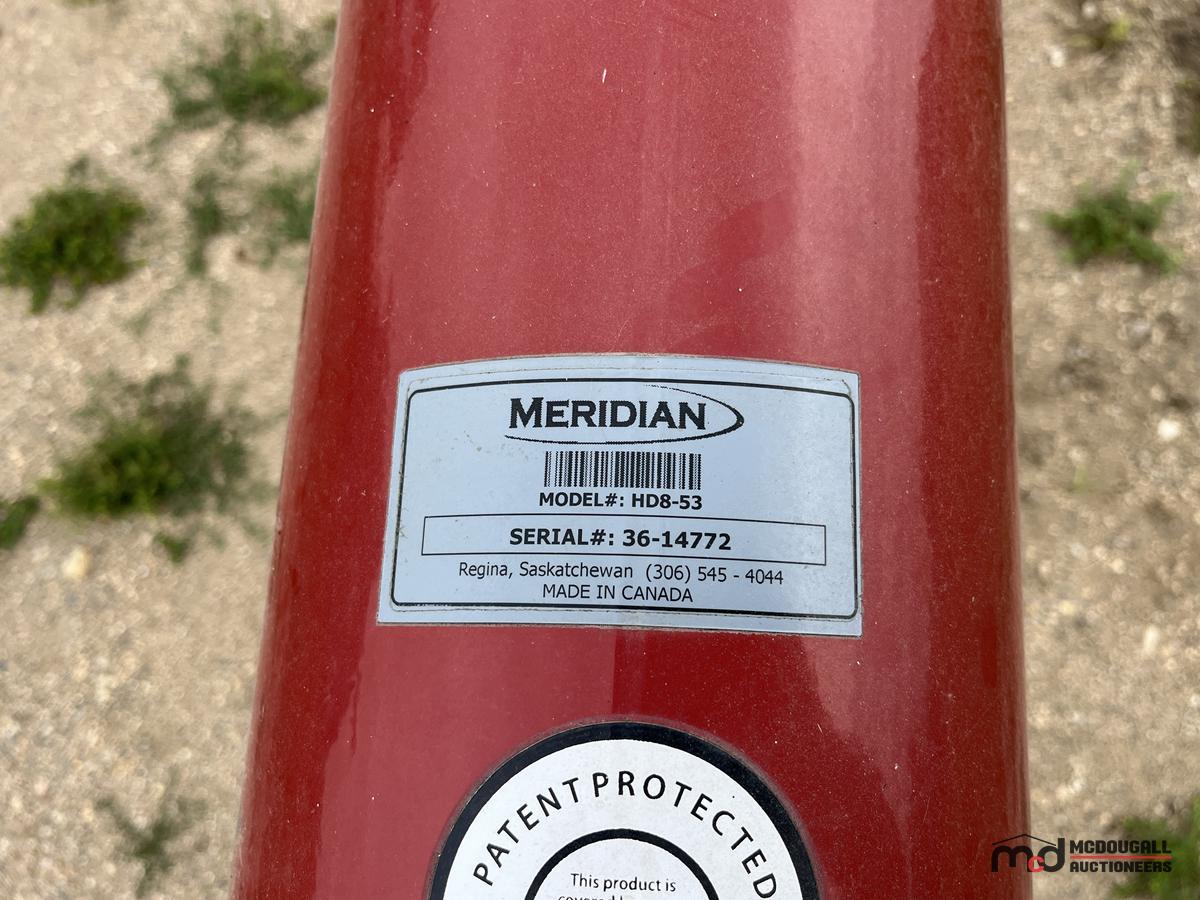 MERIDIAN
MODEL#: HD8-53
SERIAL#: 36-14772
Regina, Saskatchewan (306) 545 - 4044
MADE IN CANADA
PATENT PROTECTED
This product is
mcd MCDOUGALL
AUCTIONEERS